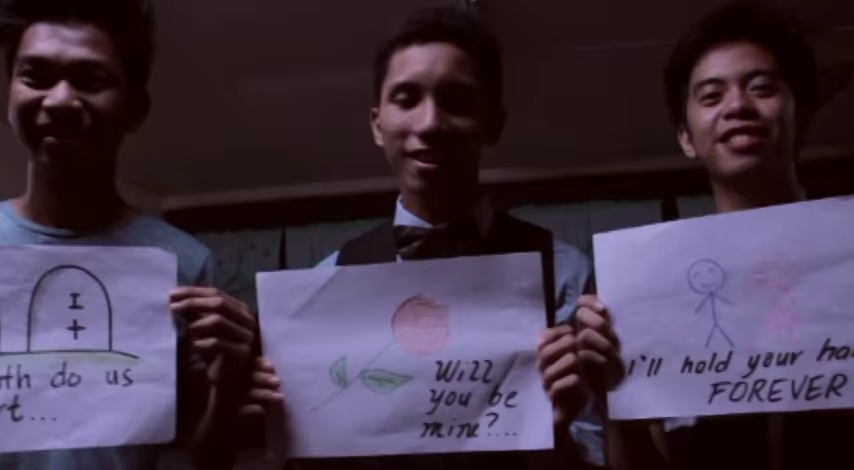 I
th do us
rt...
Will
you be
mine?....
I'll hold your ha
FOREVER